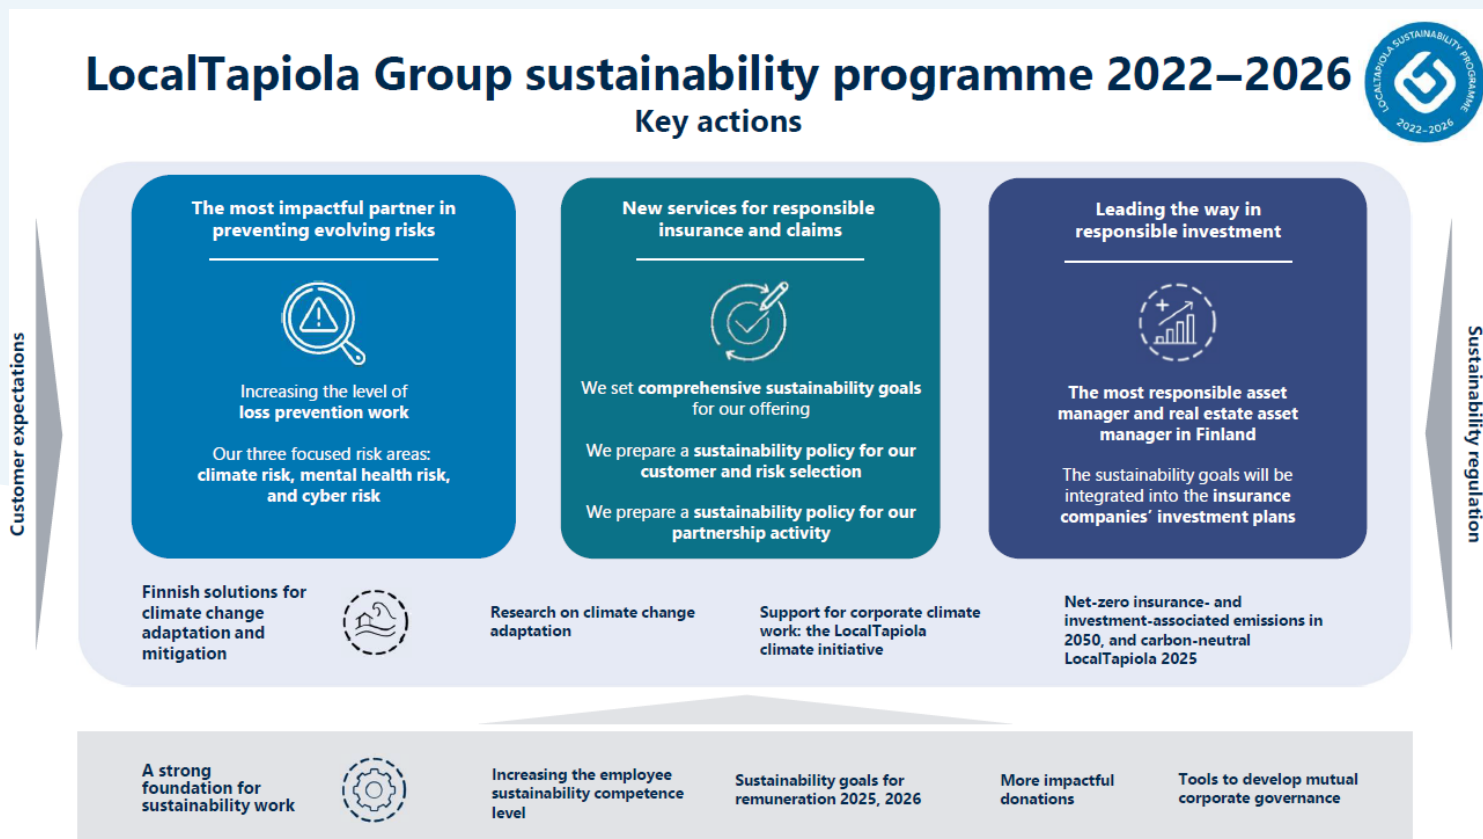 LocalTapiola Group sustainability programme 2022–2026
Key actions
LOCALTAPIOLA SUSTAINABILITY PROGRAMME
2022–2026
Customer expectations
The most impactful partner in
preventing evolving risks
Increasing the level of
loss prevention work
Our three focused risk areas:
climate risk, mental health risk,
and cyber risk
New services for responsible
insurance and claims
We set comprehensive sustainability goals
for our offering
We prepare a sustainability policy for our
customer and risk selection
We prepare a sustainability policy for our
partnership activity
Leading the way in
responsible investment
The most responsible asset
manager and real estate asset
manager in Finland
The sustainability goals will be
integrated into the insurance
companies’ investment plans
Sustainability regulation
Finnish solutions for
climate change
adaptation and
mitigation
Research on climate change
adaptation
Support for corporate climate
work: the LocalTapiola
climate initiative
Net-zero insurance- and
investment-associated emissions in
2050, and carbon-neutral
LocalTapiola 2025
A strong
foundation for
sustainability work
Increasing the employee
sustainability competence
level
Sustainability goals for
remuneration 2025, 2026
More impactful
donations
Tools to develop mutual
corporate governance